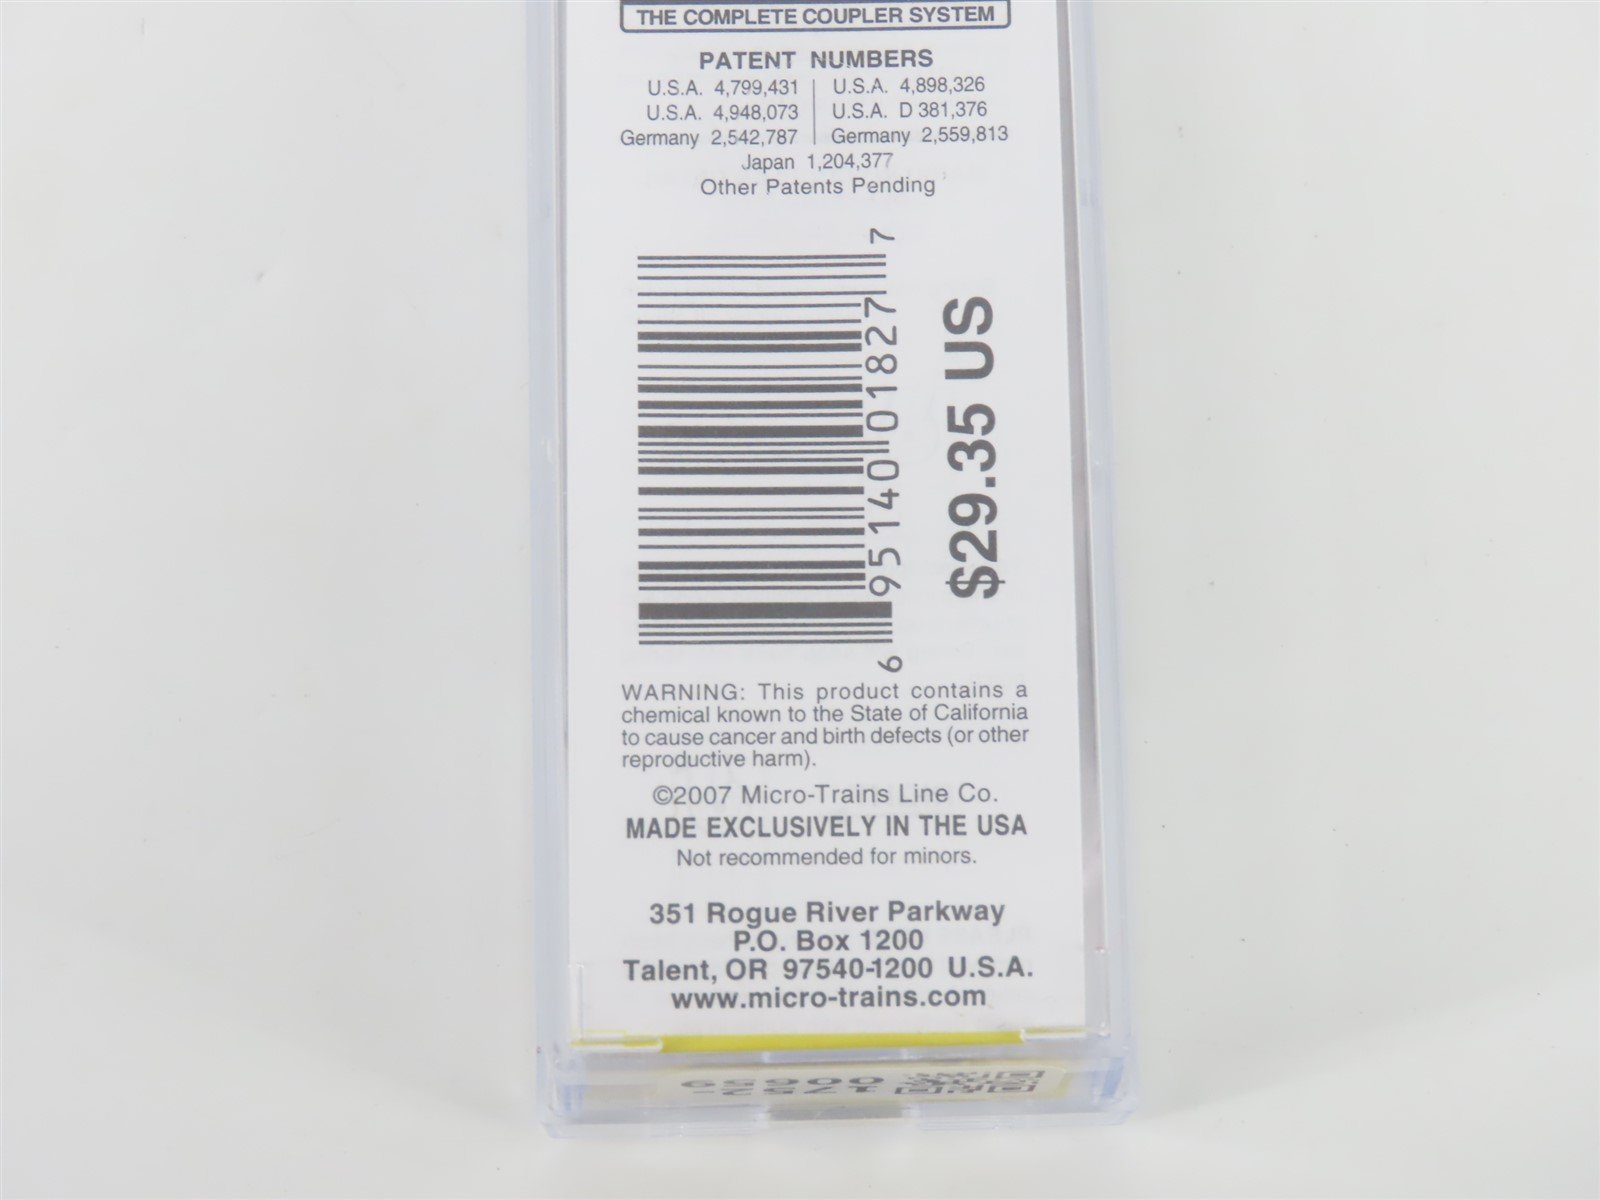 THE COMPLETE COUPLER SYSTEM
PATENT NUMBERS
U.S.A. 4,799,431 | U.S.A. 4,898,326
U.S.A. 4,948,073 | U.S.A. D 381,376
Germany 2,542,787 | Germany 2,559,813
Japan 1,204,377
Other Patents Pending
6 95140 01827 7
$29.35 US
WARNING: This product contains a
chemical known to the State of California
to cause cancer and birth defects (or other
reproductive harm).
©2007 Micro-Trains Line Co.
MADE EXCLUSIVELY IN THE USA
Not recommended for minors.
351 Rogue River Parkway
P.O. Box 1200
Talent, OR 97540-1200 U.S.A.
www.micro-trains.com